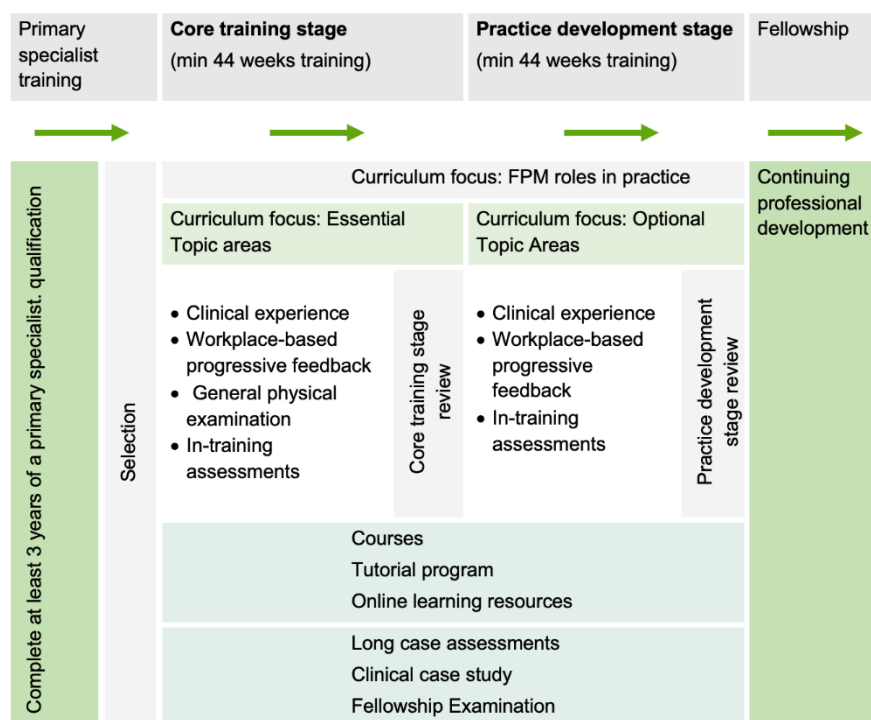 Primary
specialist
training
Core training stage
(min 44 weeks training)
Practice development stage
(min 44 weeks training)
Fellowship
Complete at least 3 years of a primary specialist. qualification
Selection
Curriculum focus: FPM roles in practice
Curriculum focus: Essential
Topic areas
• Clinical experience
• Workplace-based
progressive feedback
• General physical
examination
• In-training
assessments
Core training stage
review
Curriculum focus: Optional
Topic Areas
• Clinical experience
• Workplace-based
progressive
feedback
• In-training
assessments
Practice development
stage review
Courses
Tutorial program
Online learning resources
Long case assessments
Clinical case study
Fellowship Examination
Continuing
professional
development